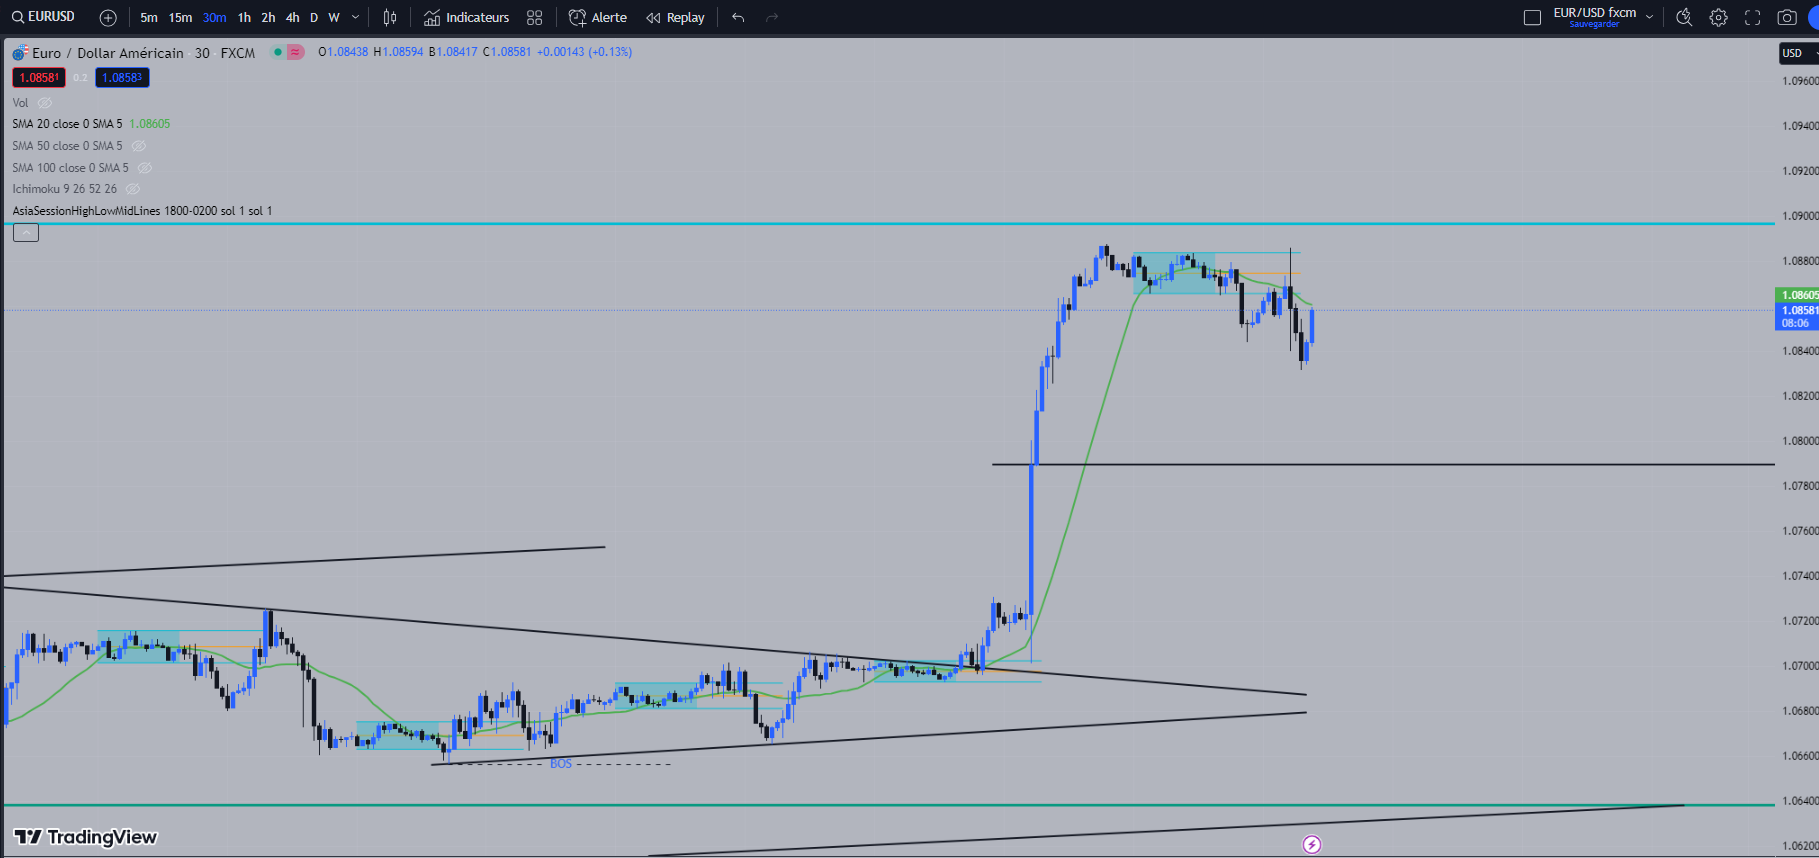 EURUSD 5m 15m 30m 1h 2h 4h D W Indicateurs Alerte Replay EUR/USD fxcm
Sauvegarder
Euro / Dollar Américain · 30 · FXCM O1.08438 H1.08594 B1.08417 C1.08581 +0.00143 (+0.13%)
USD
1.08581 0.2 1.08583
1.09600
Vol
SMA 20 close 0 SMA 5 1.08605
1.09400
SMA 50 close 0 SMA 5
SMA 100 close 0 SMA 5
1.09200
Ichimoku 9 26 52 26
AsiaSessionHighLowMidLines 1800-0200 sol 1 sol 1
1.09000
1.08800
1.08605
1.08581
08:06
1.08400
1.08200
1.08000
1.07800
1.07600
1.07400
1.07200
1.07000
1.06800
1.06600
BOS
1.06400
TradingView
1.06200